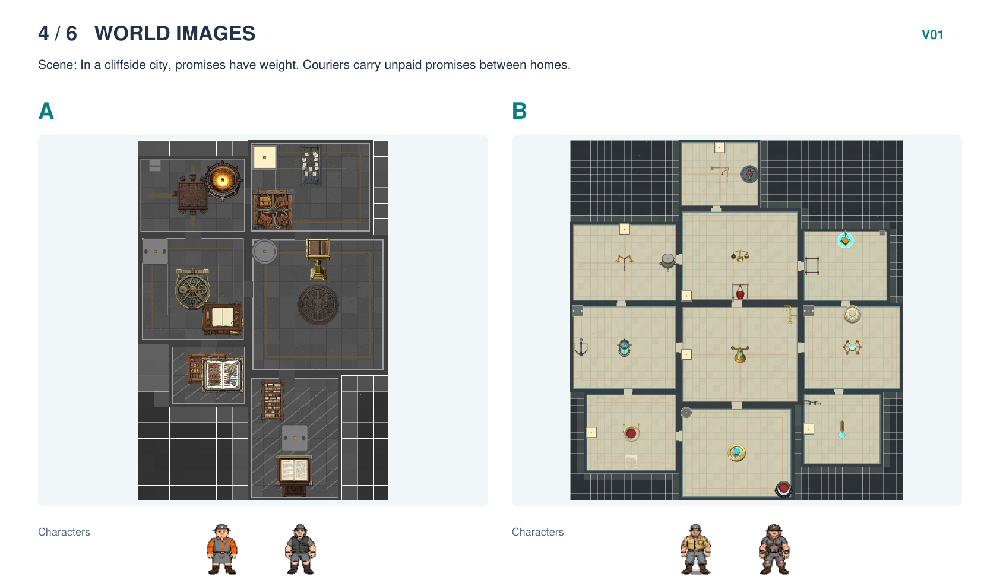 4 / 6 WORLD IMAGES
V01
Scene: In a cliffside city, promises have weight. Couriers carry unpaid promises between homes.
A
B
Characters
Characters